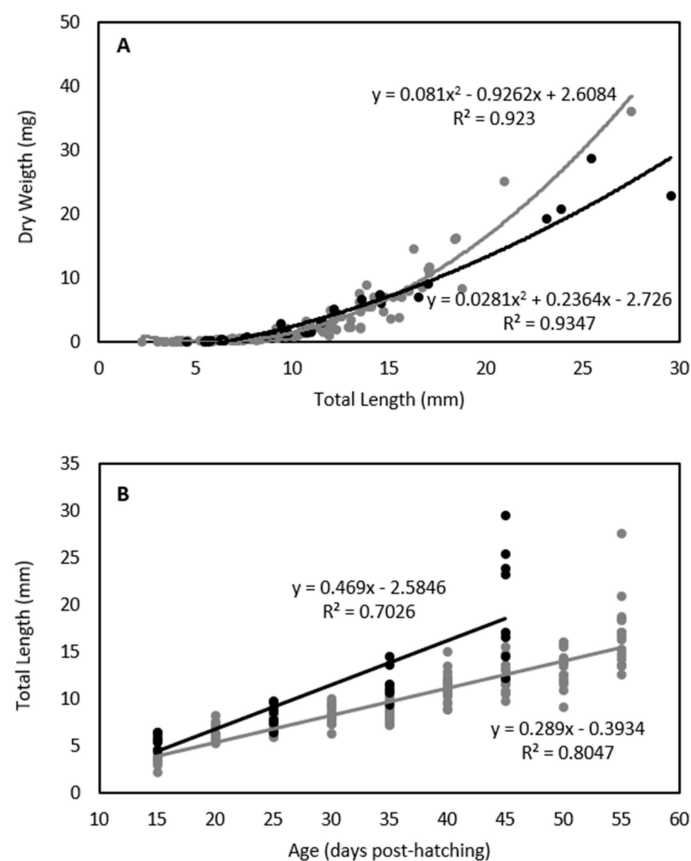 A
50
40
30
20
10
0
Dry Weigth (mg)
y = 0.081x² - 0.9262x + 2.6084
R² = 0.923
y = 0.0281x² + 0.2364x - 2.726
R² = 0.9347
0 5 10 15 20 25 30
Total Length (mm)
B
35
30
25
20
15
10
5
0
Total Length (mm)
y = 0.469x - 2.5846
R² = 0.7026
y = 0.289x - 0.3934
R² = 0.8047
10 15 20 25 30 35 40 45 50 55 60
Age (days post-hatching)